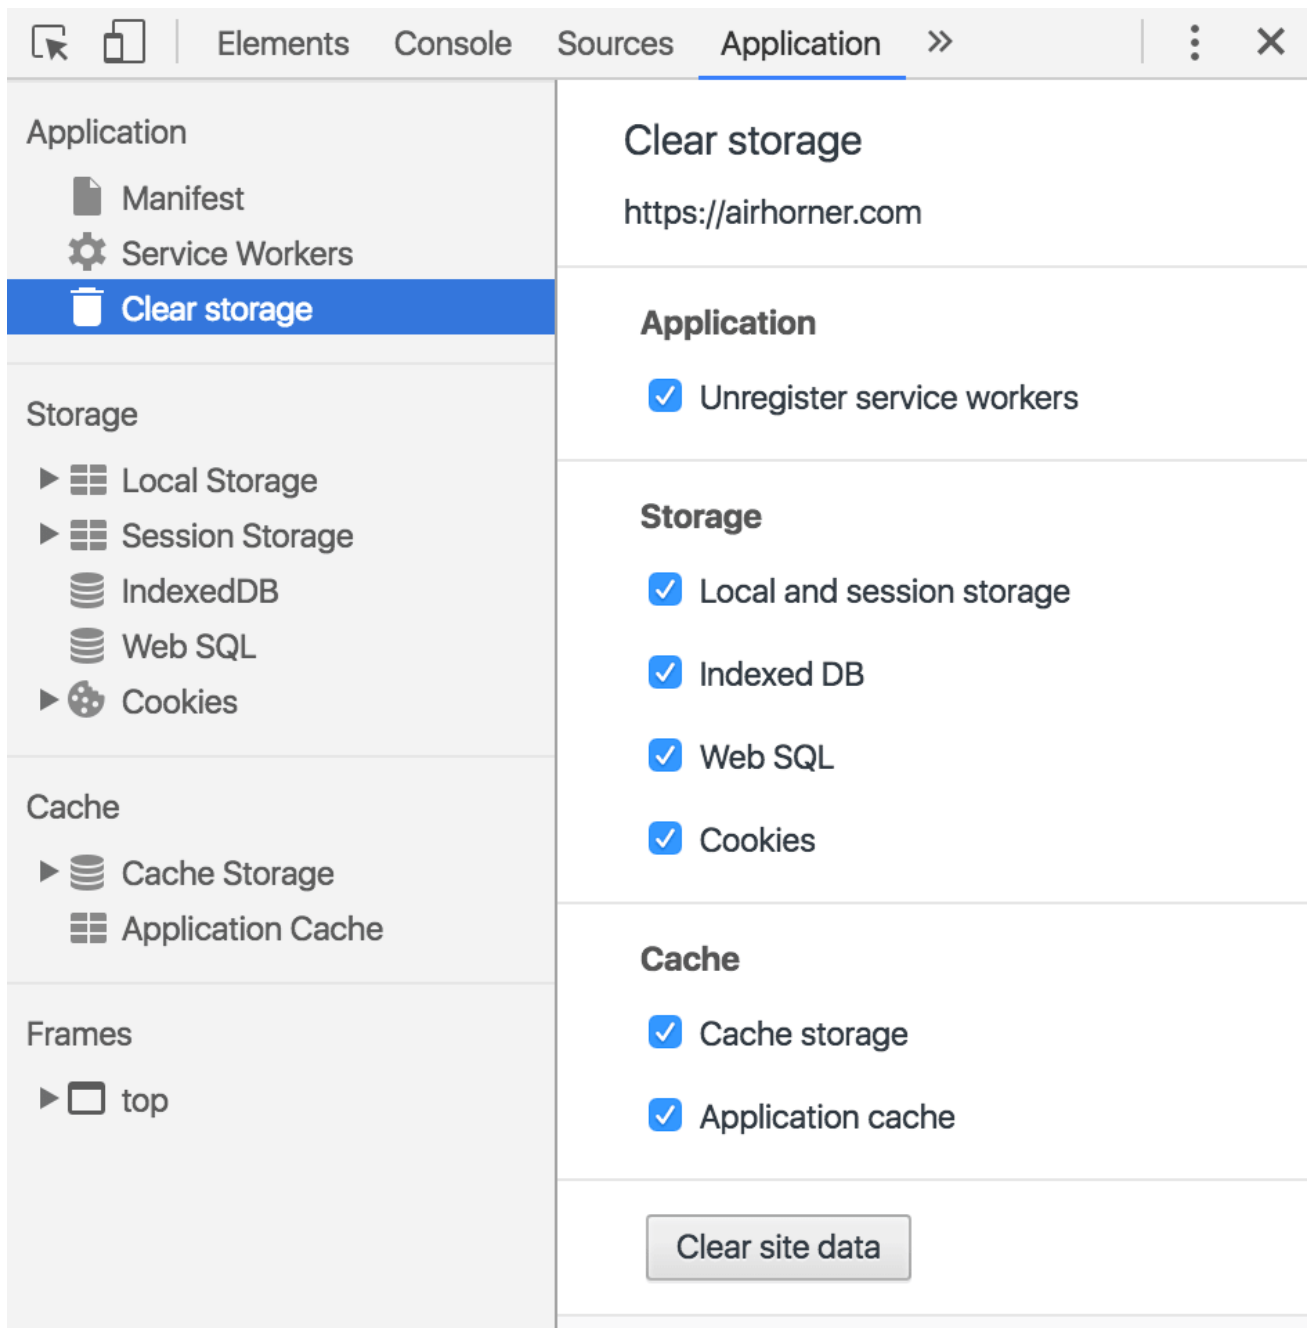 Elements Console Sources Application
Application
Manifest
Service Workers
Clear storage
Storage
Local Storage
Session Storage
IndexedDB
Web SQL
Cookies
Cache
Cache Storage
Application Cache
Frames
top
Clear storage
https://airhorner.com
Application
Unregister service workers
Storage
Local and session storage
Indexed DB
Web SQL
Cookies
Cache
Cache storage
Application cache
Clear site data